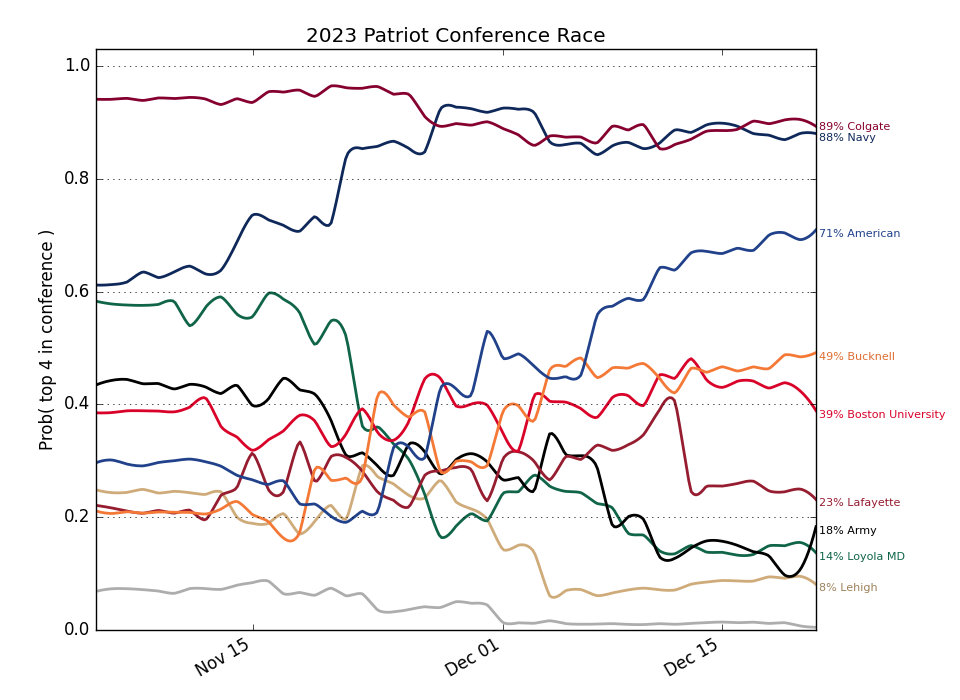 2023 Patriot Conference Race
Prob( top 4 in conference )
1.0
0.8
0.6
0.4
0.2
0.0
Nov 15
Dec 01
Dec 15
89% Colgate
88% Navy
71% American
49% Bucknell
39% Boston University
23% Lafayette
18% Army
14% Loyola MD
8% Lehigh